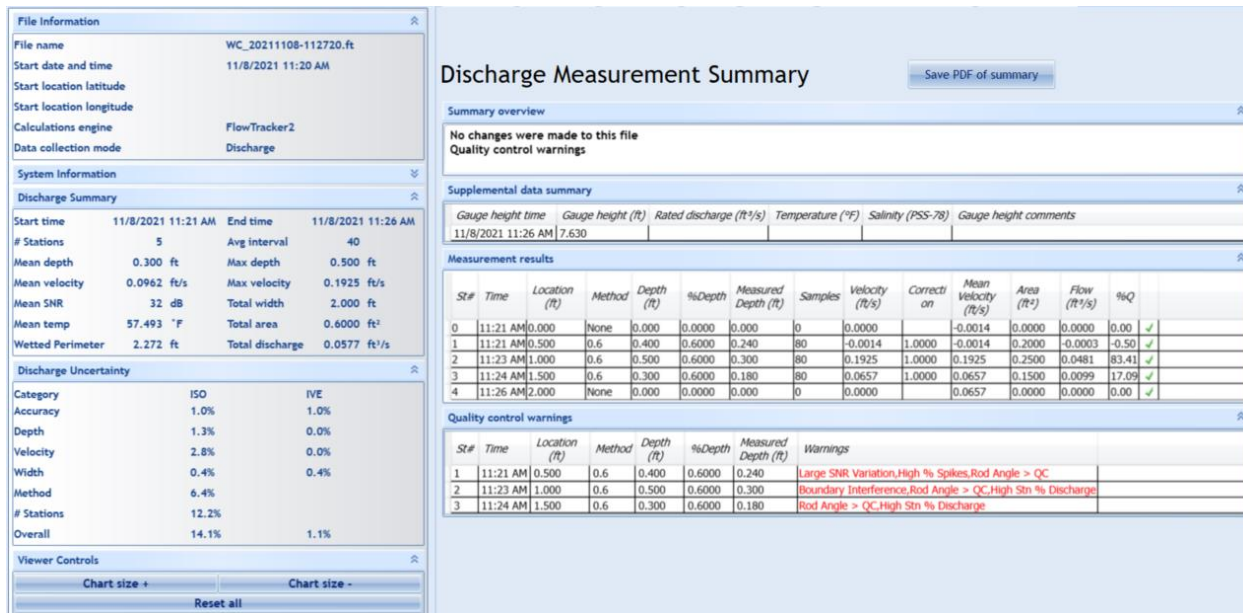 File Information
File name WC_20211108-112720.ft
Start date and time 11/8/2021 11:20 AM
Start location latitude
Start location longitude
Calculations engine FlowTracker2
Data collection mode Discharge
System Information
Discharge Summary
Start time 11/8/2021 11:21 AM End time 11/8/2021 11:26 AM
# Stations 5 Avg interval 40
Mean depth 0.300 ft Max depth 0.500 ft
Mean velocity 0.0962 ft/s Max velocity 0.1925 ft/s
Mean SNR 32 dB Total width 2.000 ft
Mean temp 57.493 °F Total area 0.6000 ft²
Wetted Perimeter 2.272 ft Total discharge 0.0577 ft³/s
Discharge Uncertainty
Category ISO IVE
Accuracy 1.0% 1.0%
Depth 1.3% 0.0%
Velocity 2.8% 0.0%
Width 0.4% 0.4%
Method 6.4%
# Stations 12.2%
Overall 14.1% 1.1%
Viewer Controls
Chart size + Chart size -
Reset all
Discharge Measurement Summary Save PDF of summary
Summary overview
No changes were made to this file
Quality control warnings
Supplemental data summary
Gauge height time Gauge height (ft) Rated discharge (ft³/s) Temperature (°F) Salinity (PSS-78) Gauge height comments
11/8/2021 11:26 AM 7.630
Measurement results
St# Time Location (ft) Method Depth (ft) %Depth Measured Depth (ft) Samples Velocity (ft/s) Correcti on Mean Velocity (ft/s) Area (ft²) Flow (ft³/s) %Q
0 11:21 AM 0.000 None 0.000 0.0000 0.000 0 0.0000 -0.0014 0.0000 0.0000 0.00 ✓
1 11:21 AM 0.500 0.6 0.400 0.6000 0.240 80 -0.0014 1.0000 -0.0014 0.2000 -0.0003 -0.50 ✓
2 11:23 AM 1.000 0.6 0.500 0.6000 0.300 80 0.1925 1.0000 0.1925 0.2500 0.0481 83.41 ✓
3 11:24 AM 1.500 0.6 0.300 0.6000 0.180 80 0.0657 1.0000 0.0657 0.1500 0.0099 17.09 ✓
4 11:26 AM 2.000 None 0.000 0.0000 0.000 0 0.0000 0.0657 0.0000 0.0000 0.00 ✓
Quality control warnings
St# Time Location (ft) Method Depth (ft) %Depth Measured Depth (ft) Warnings
1 11:21 AM 0.500 0.6 0.400 0.6000 0.240 Large SNR Variation,High % Spikes,Rod Angle > QC
2 11:23 AM 1.000 0.6 0.500 0.6000 0.300 Boundary Interference,Rod Angle > QC,High Stn % Discharge
3 11:24 AM 1.500 0.6 0.300 0.6000 0.180 Rod Angle > QC,High Stn % Discharge